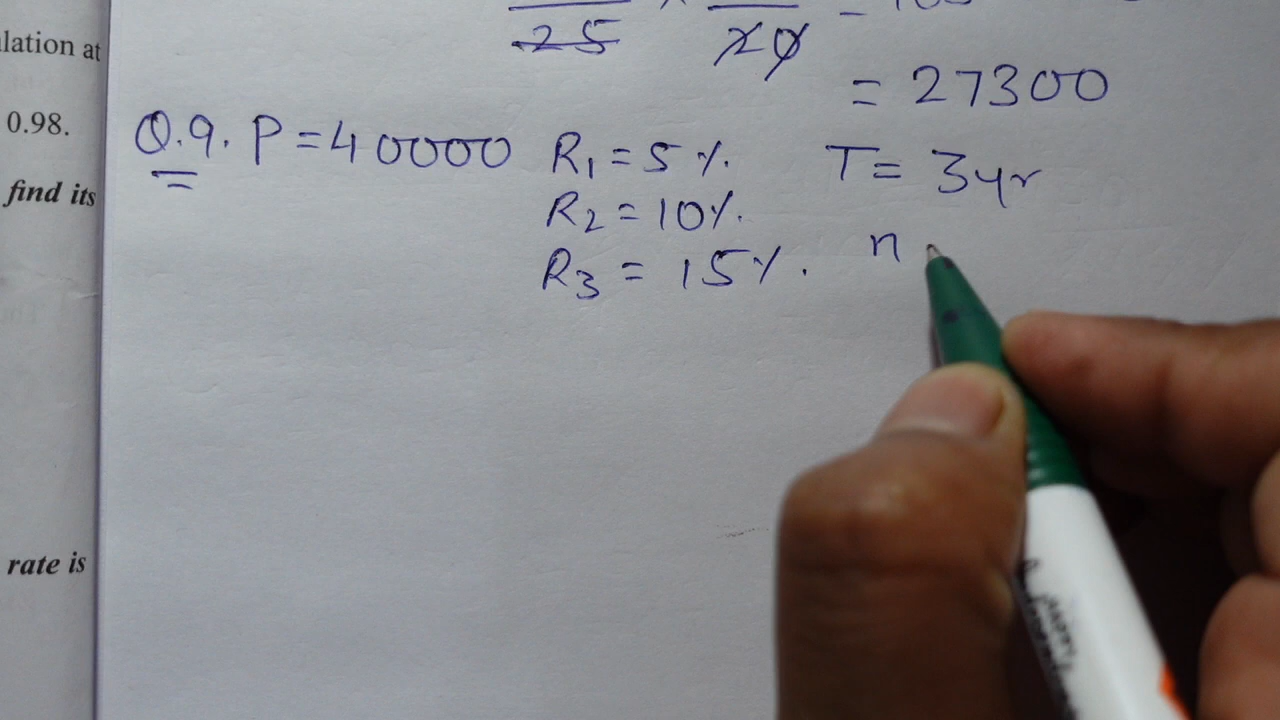 25 20
= 27300
lation at
0.98.
Q.9. P = 40000 R1 = 5 %. T = 3yr
find its
R2 = 10%.
R3 = 15%. n
rate is